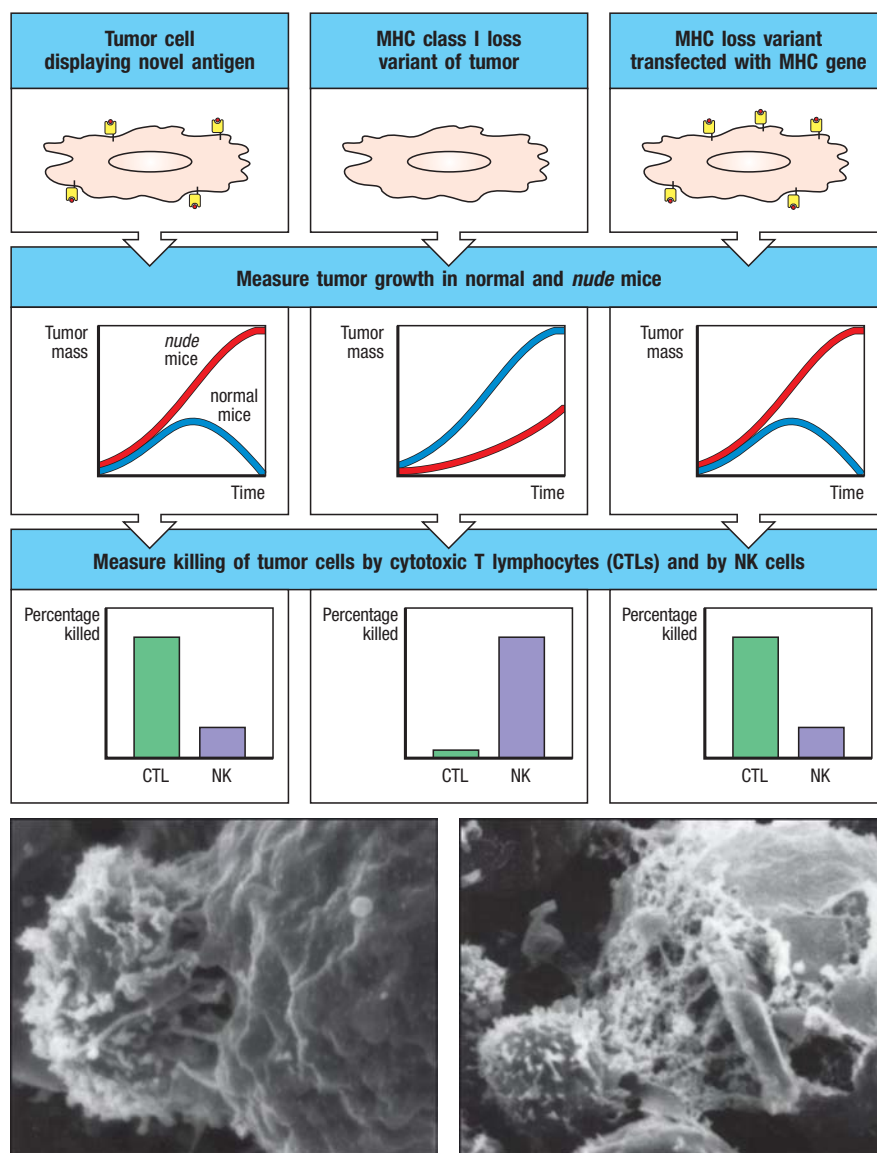 Tumor cell
displaying novel antigen
MHC class I loss
variant of tumor
MHC loss variant
transfected with MHC gene
Measure tumor growth in normal and nude mice
Tumor
mass
nude
mice
normal
mice
Time
Tumor
mass
Time
Tumor
mass
Time
Measure killing of tumor cells by cytotoxic T lymphocytes (CTLs) and by NK cells
Percentage
killed
CTL NK
Percentage
killed
CTL NK
Percentage
killed
CTL NK